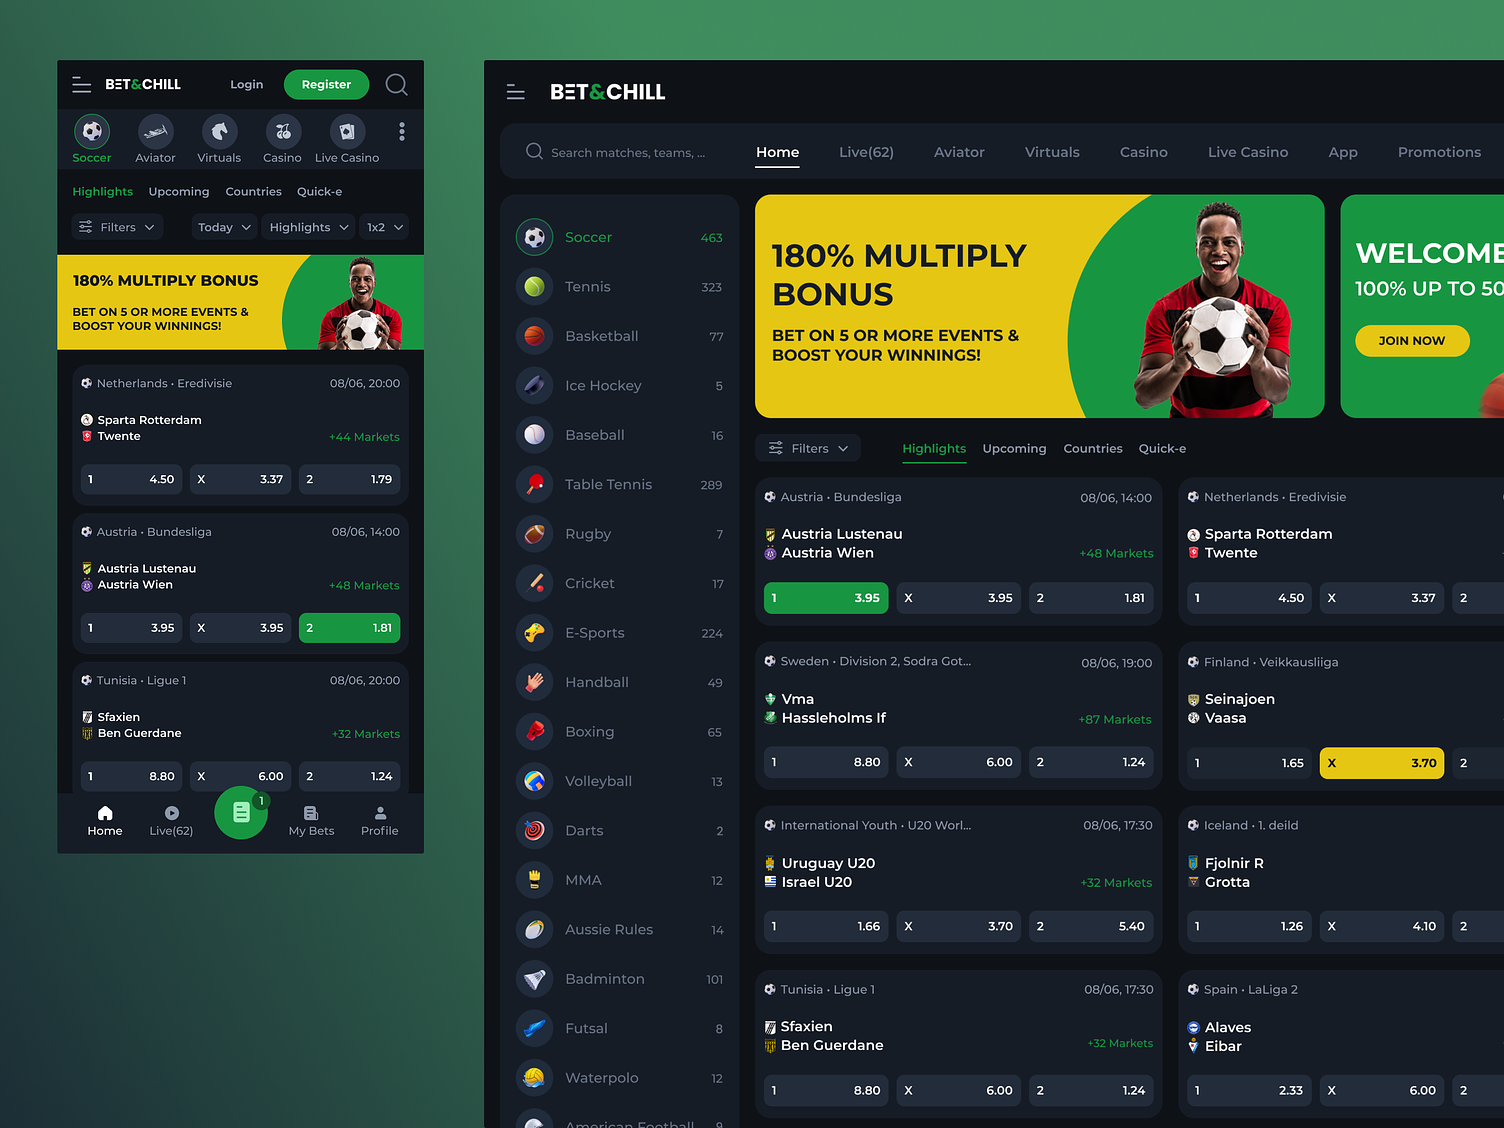 BET&CHILL
Login
Register
Soccer
Aviator
Virtuals
Casino
Live Casino
Highlights
Upcoming
Countries
Quick-e
Filters
Today
Highlights
1x2
180% MULTIPLY BONUS
BET ON 5 OR MORE EVENTS &
BOOST YOUR WINNINGS!
Netherlands • Eredivisie
08/06, 20:00
Sparta Rotterdam
Twente
+44 Markets
1 4.50
X 3.37
2 1.79
Austria • Bundesliga
08/06, 14:00
Austria Lustenau
Austria Wien
+48 Markets
1 3.95
X 3.95
2 1.81
Tunisia • Ligue 1
08/06, 20:00
Sfaxien
Ben Guerdane
+32 Markets
1 8.80
X 6.00
2 1.24
1
Home
Live(62)
My Bets
Profile
BET&CHILL
Search matches, teams, ...
Home
Live(62)
Aviator
Virtuals
Casino
Live Casino
App
Promotions
Soccer 463
Tennis 323
Basketball 77
Ice Hockey 5
Baseball 16
Table Tennis 289
Rugby 7
Cricket 17
E-Sports 224
Handball 49
Boxing 65
Volleyball 13
Darts 2
MMA 12
Aussie Rules 14
Badminton 101
Futsal 8
Waterpolo 12
American Football 9
180% MULTIPLY
BONUS
BET ON 5 OR MORE EVENTS &
BOOST YOUR WINNINGS!
WELCOME
100% UP TO 50
JOIN NOW
Filters
Highlights
Upcoming
Countries
Quick-e
Austria • Bundesliga
08/06, 14:00
Austria Lustenau
Austria Wien
+48 Markets
1 3.95
X 3.95
2 1.81
Netherlands • Eredivisie
Sparta Rotterdam
Twente
1 4.50
X 3.37
2
Sweden • Division 2, Sodra Got...
08/06, 19:00
Vma
Hassleholms If
+87 Markets
1 8.80
X 6.00
2 1.24
Finland • Veikkausliiga
Seinajoen
Vaasa
1 1.65
X 3.70
2
International Youth • U20 Worl...
08/06, 17:30
Uruguay U20
Israel U20
+32 Markets
1 1.66
X 3.70
2 5.40
Iceland • 1. deild
Fjolnir R
Grotta
1 1.26
X 4.10
2
Tunisia • Ligue 1
08/06, 17:30
Sfaxien
Ben Guerdane
+32 Markets
1 8.80
X 6.00
2 1.24
Spain • LaLiga 2
Alaves
Eibar
1 2.33
X 6.00
2